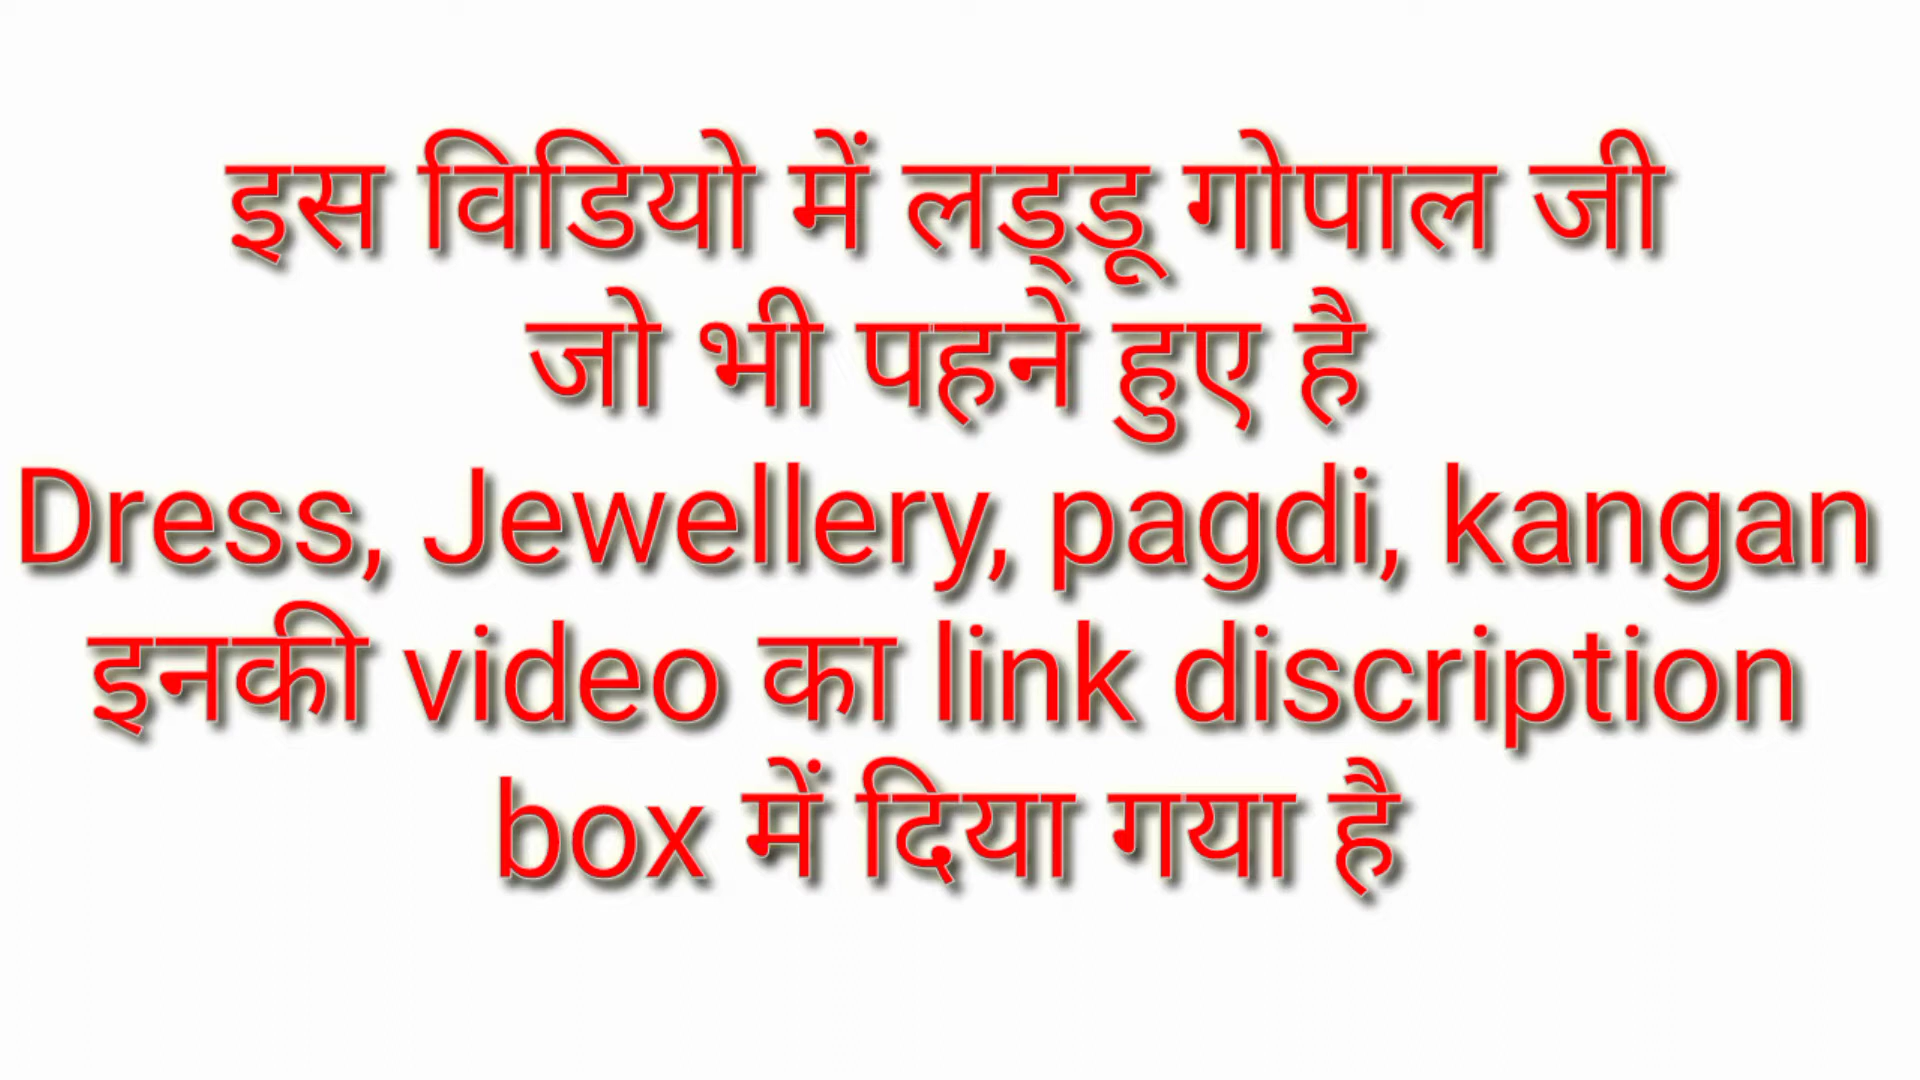 इस विडियो में लड्डू गोपाल जी
जो भी पहने हुए है
Dress, Jewellery, pagdi, kangan
इनकी video का link discription
box में दिया गया है